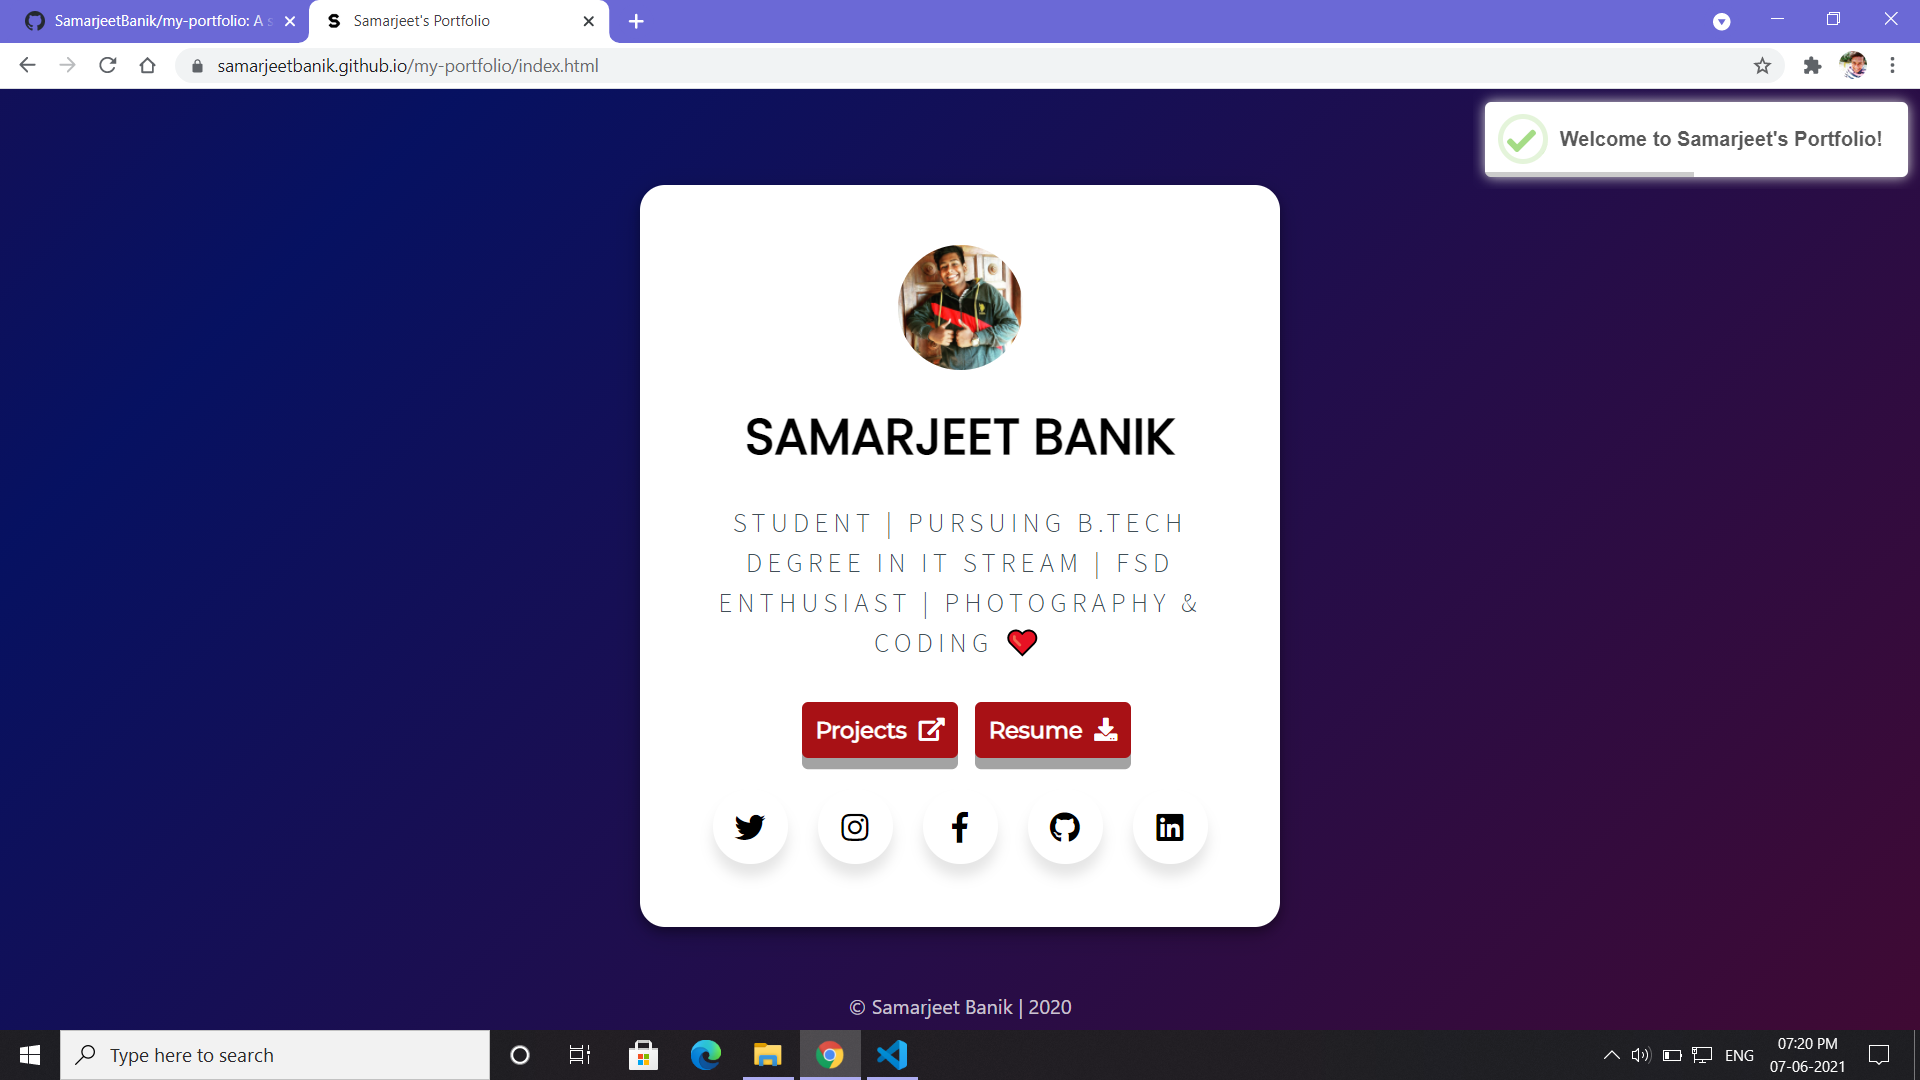 SamarjeetBanik/my-portfolio: A s
Samarjeet's Portfolio
samarjeetbanik.github.io/my-portfolio/index.html
Welcome to Samarjeet's Portfolio!
SAMARJEET BANIK
STUDENT | PURSUING B.TECH
DEGREE IN IT STREAM | FSD
ENTHUSIAST | PHOTOGRAPHY &
CODING ❤️
Projects
Resume
© Samarjeet Banik | 2020
Type here to search
ENG
07:20 PM
07-06-2021